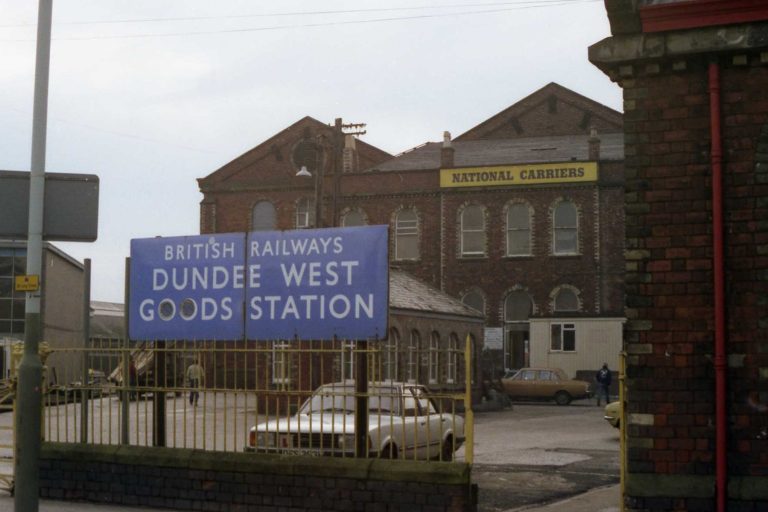 NATIONAL CARRIERS
BRITISH RAILWAYS
DUNDEE WEST
GOODS STATION